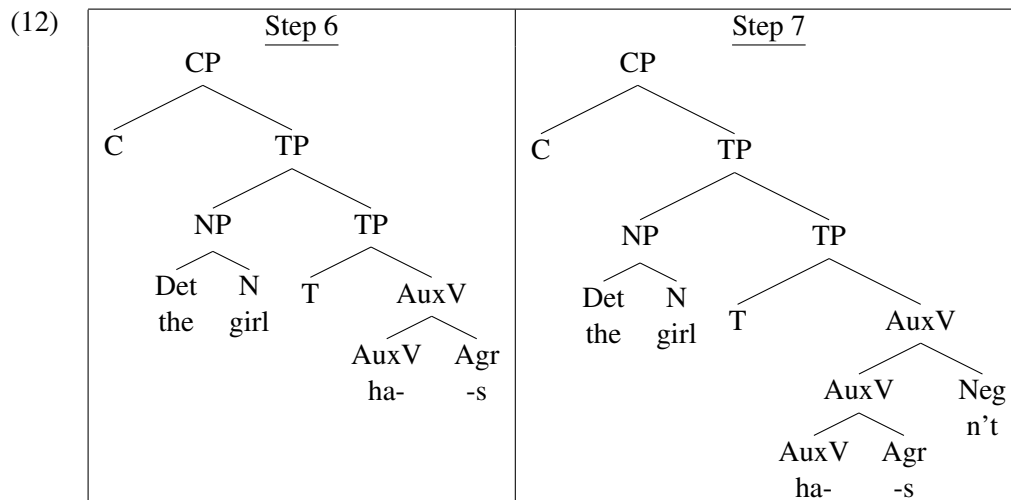 (12)
Step 6 Step 7
CP CP
C TP C TP
NP TP NP TP
Det N T AuxV Det N T AuxV
the girl the girl
AuxV Agr AuxV Neg
ha- -s n't
AuxV Agr
ha- -s